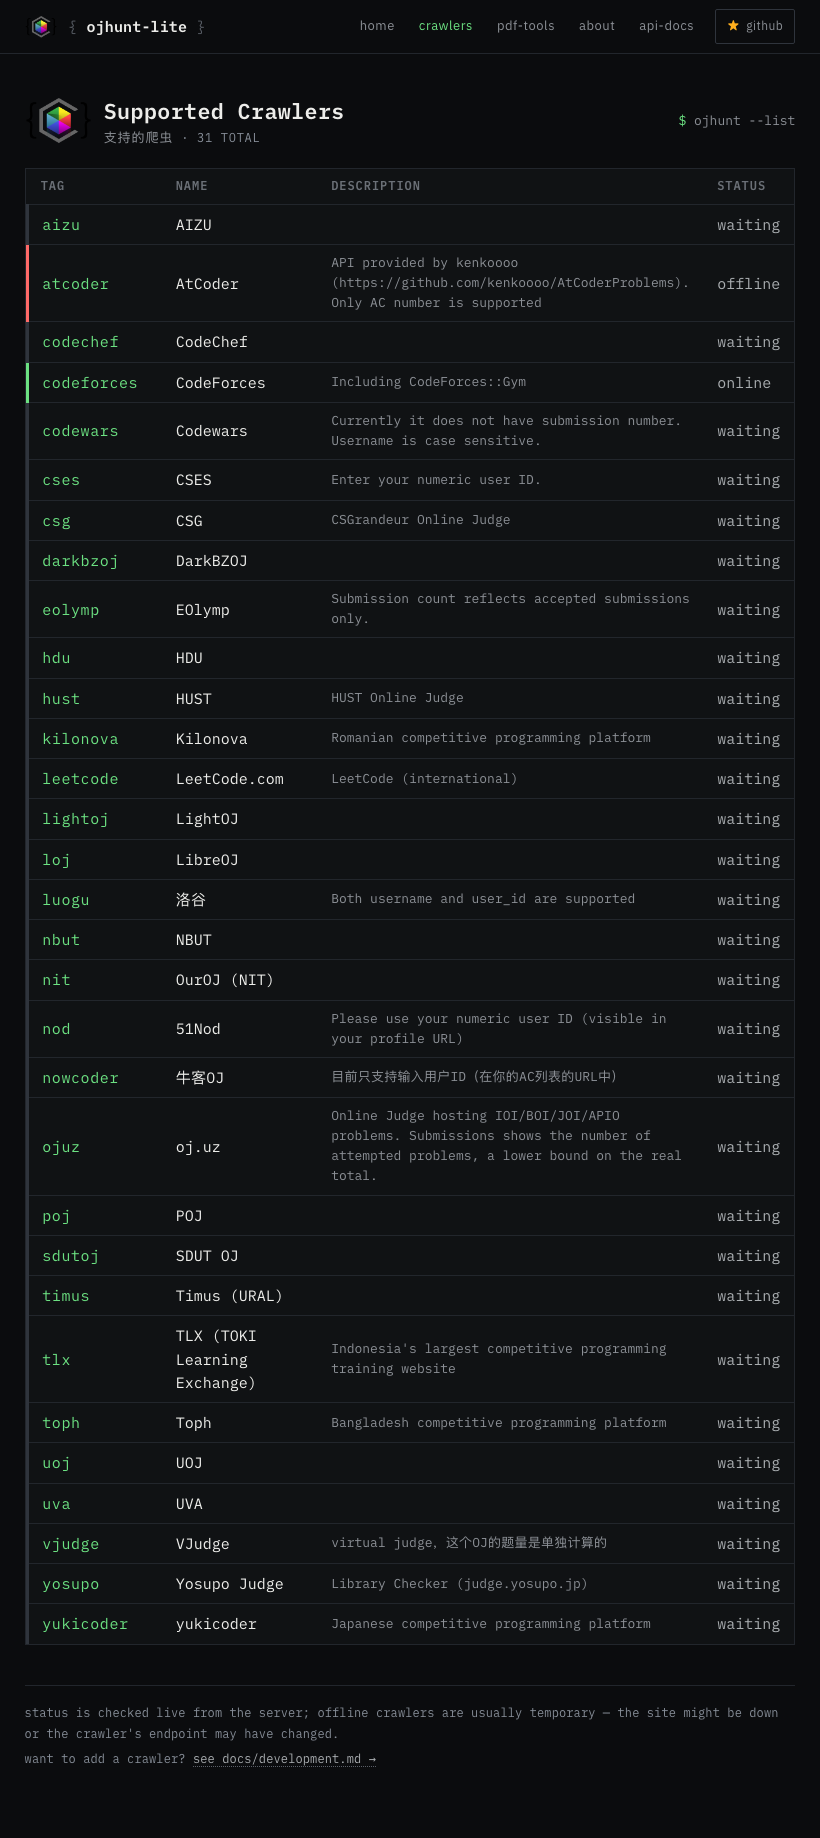 { ojhunt-lite }
home crawlers pdf-tools about api-docs ★ github
Supported Crawlers
支持的爬虫 · 31 TOTAL
$ ojhunt --list
TAG NAME DESCRIPTION STATUS
aizu AIZU waiting
API provided by kenkoooo
atcoder AtCoder (https://github.com/kenkoooo/AtCoderProblems). offline
Only AC number is supported
codechef CodeChef waiting
codeforces CodeForces Including CodeForces::Gym online
Currently it does not have submission number.
codewars Codewars waiting
Username is case sensitive.
cses CSES Enter your numeric user ID. waiting
csg CSG CSGrandeur Online Judge waiting
darkbzoj DarkBZOJ waiting
Submission count reflects accepted submissions
eolymp EOlymp waiting
only.
hdu HDU waiting
hust HUST HUST Online Judge waiting
kilonova Kilonova Romanian competitive programming platform waiting
leetcode LeetCode.com LeetCode (international) waiting
lightoj LightOJ waiting
loj LibreOJ waiting
luogu 洛谷 Both username and user_id are supported waiting
nbut NBUT waiting
nit OurOJ (NIT) waiting
Please use your numeric user ID (visible in
nod 51Nod waiting
your profile URL)
nowcoder 牛客OJ 目前只支持输入用户ID（在你的AC列表的URL中） waiting
Online Judge hosting IOI/BOI/JOI/APIO
problems. Submissions shows the number of
ojuz oj.uz waiting
attempted problems, a lower bound on the real
total.
poj POJ waiting
sdutoj SDUT OJ waiting
timus Timus (URAL) waiting
TLX (TOKI
Indonesia's largest competitive programming
tlx Learning waiting
training website
Exchange)
toph Toph Bangladesh competitive programming platform waiting
uoj UOJ waiting
uva UVA waiting
vjudge VJudge virtual judge, 这个OJ的题量是单独计算的 waiting
yosupo Yosupo Judge Library Checker (judge.yosupo.jp) waiting
yukicoder yukicoder Japanese competitive programming platform waiting
status is checked live from the server; offline crawlers are usually temporary — the site might be down
or the crawler's endpoint may have changed.
want to add a crawler? see docs/development.md →